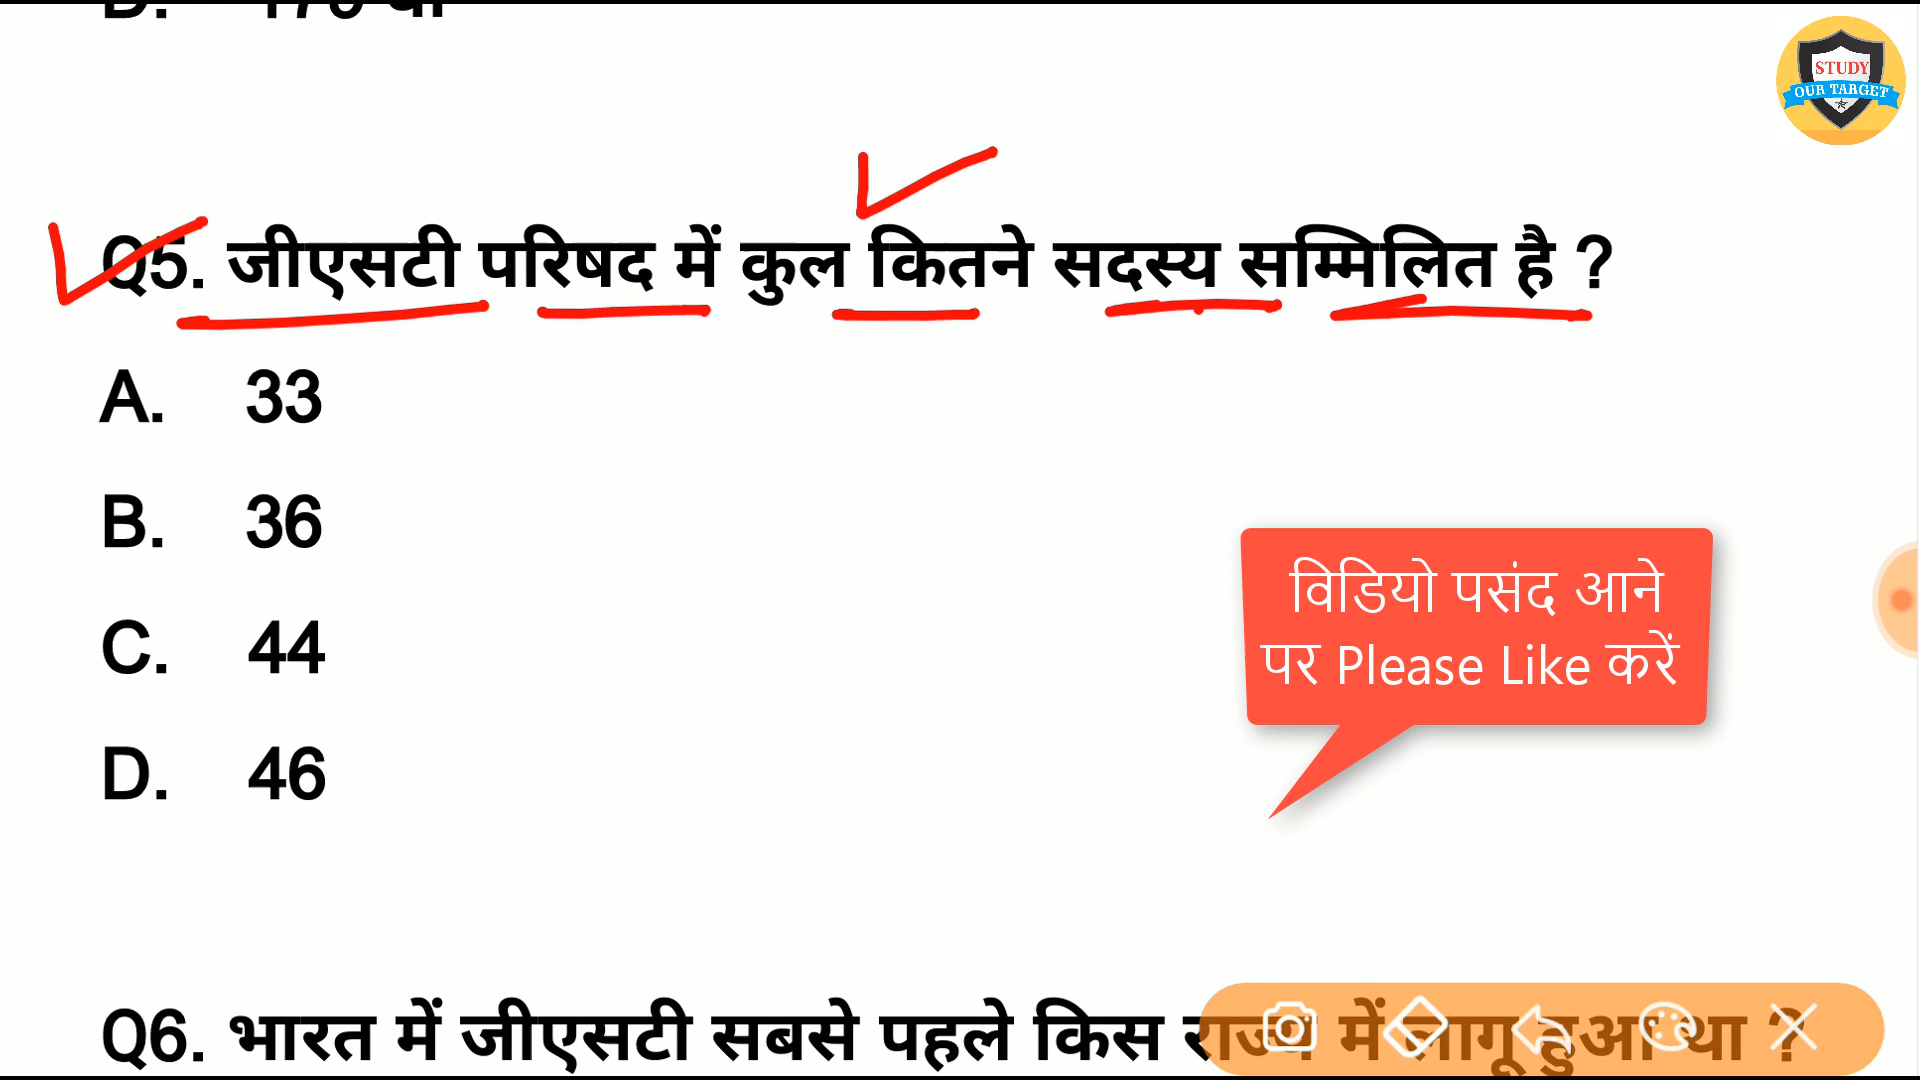 STUDY
OUR TARGET
Q5. जीएसटी परिषद में कुल कितने सदस्य सम्मिलित है ?
A. 33
B. 36
C. 44
D. 46
विडियो पसंद आने
पर Please Like करें
Q6. भारत में जीएसटी सबसे पहले किस राज्य में लागू हुआ था ?